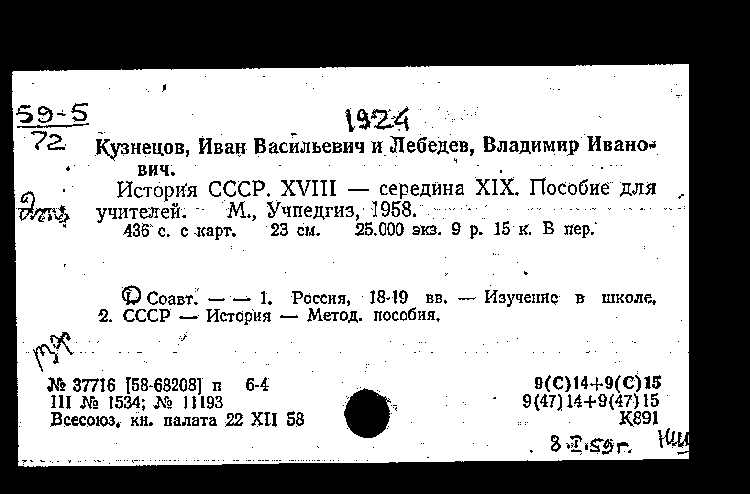 59-5
72
1924
Кузнецов, Иван Васильевич и Лебедев, Владимир Ивано-
вич.
История СССР. XVIII — середина XIX. Пособие для
учителей. М., Учпедгиз, 1958.
436 с. с карт. 23 см. 25.000 экз. 9 р. 15 к. В пер.
I Соавт. — — 1. Россия, 18-19 вв. — Изучение в школе.
2. СССР — История — Метод. пособия.
№ 37716 [58-68208] п 6-4
III № 1534; № 11193
Всесоюз. кн. палата 22 XII 58
9(С)14+9(С)15
9(47)14+9(47)15
К891
8.I.59г.